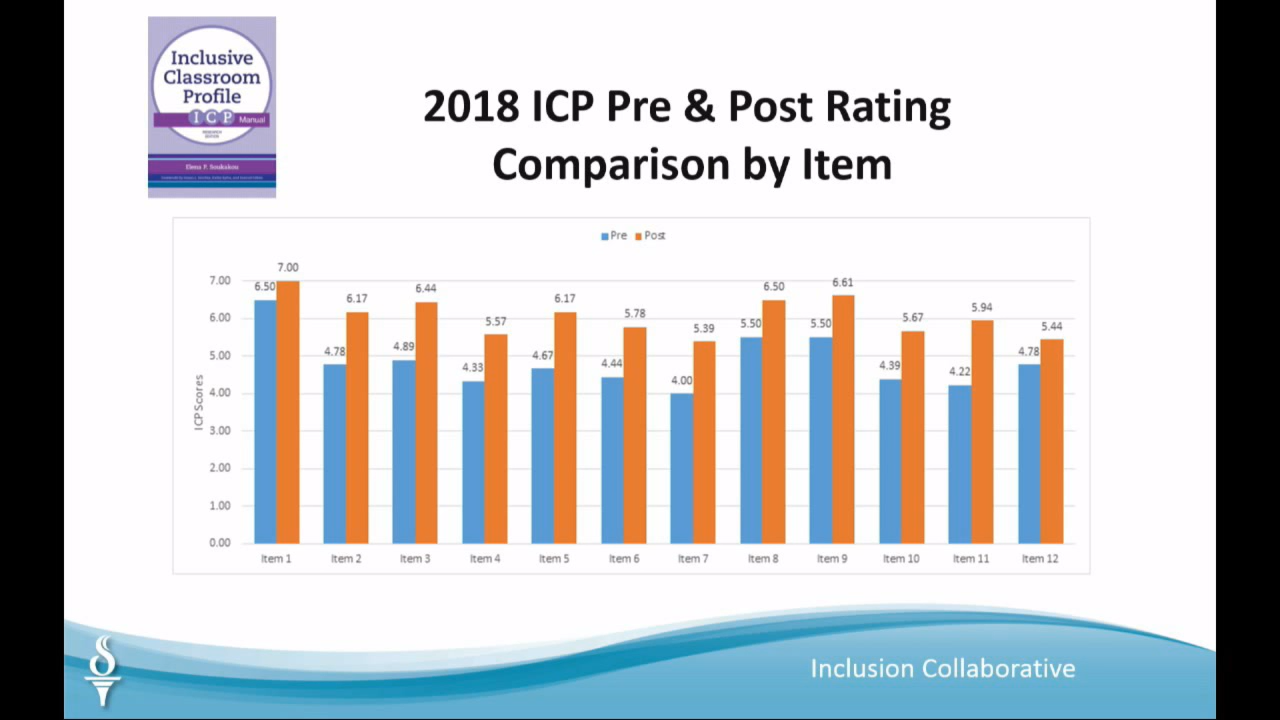 Inclusive
Classroom
Profile
ICP Manual
RESEARCH
EDITION
Elena P. Soukakou
2018 ICP Pre & Post Rating
Comparison by Item
Pre Post
ICP Scores
7.00
6.00
5.00
4.00
3.00
2.00
1.00
0.00
6.50 7.00
4.78 6.17
4.89 6.44
4.33 5.57
4.67 6.17
4.44 5.78
4.00 5.39
5.50 6.50
5.50 6.61
4.39 5.67
4.22 5.94
4.78 5.44
Item 1 Item 2 Item 3 Item 4 Item 5 Item 6 Item 7 Item 8 Item 9 Item 10 Item 11 Item 12
Inclusion Collaborative